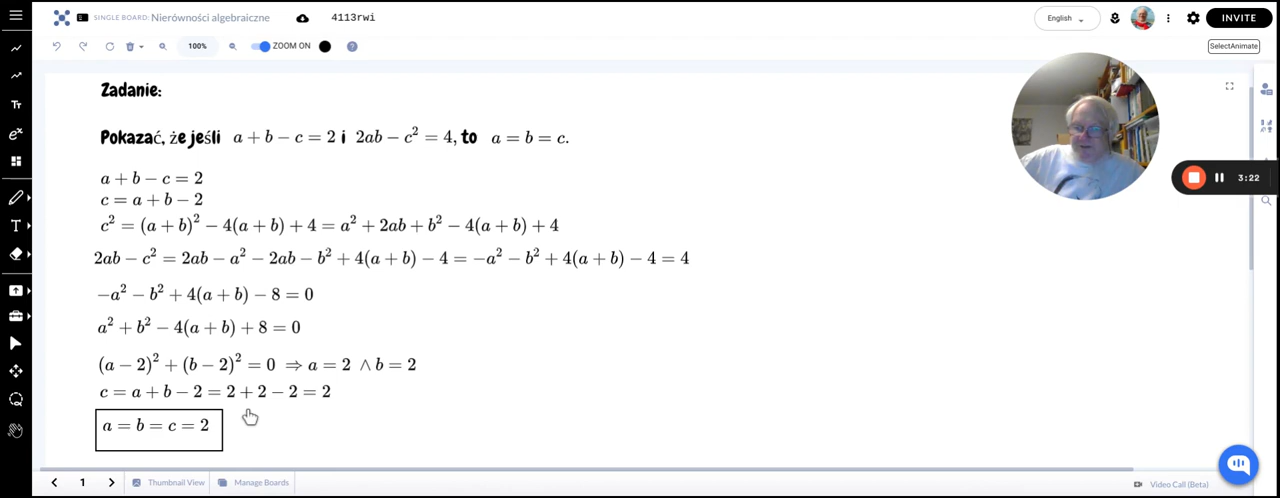 SINGLE BOARD: Nierówności algebraiczne
4113rwi
English
INVITE
100%
ZOOM ON
SelectAnimate
Zadanie:
Pokazać, że jeśli a + b − c = 2 i 2ab − c² = 4, to a = b = c.
a + b − c = 2
c = a + b − 2
c² = (a + b)² − 4(a + b) + 4 = a² + 2ab + b² − 4(a + b) + 4
2ab − c² = 2ab − a² − 2ab − b² + 4(a + b) − 4 = −a² − b² + 4(a + b) − 4 = 4
−a² − b² + 4(a + b) − 8 = 0
a² + b² − 4(a + b) + 8 = 0
(a − 2)² + (b − 2)² = 0 ⇒ a = 2 ∧ b = 2
c = a + b − 2 = 2 + 2 − 2 = 2
a = b = c = 2
3:22
Tт
eˣ
T
1
Thumbnail View
Manage Boards
Video Call (Beta)